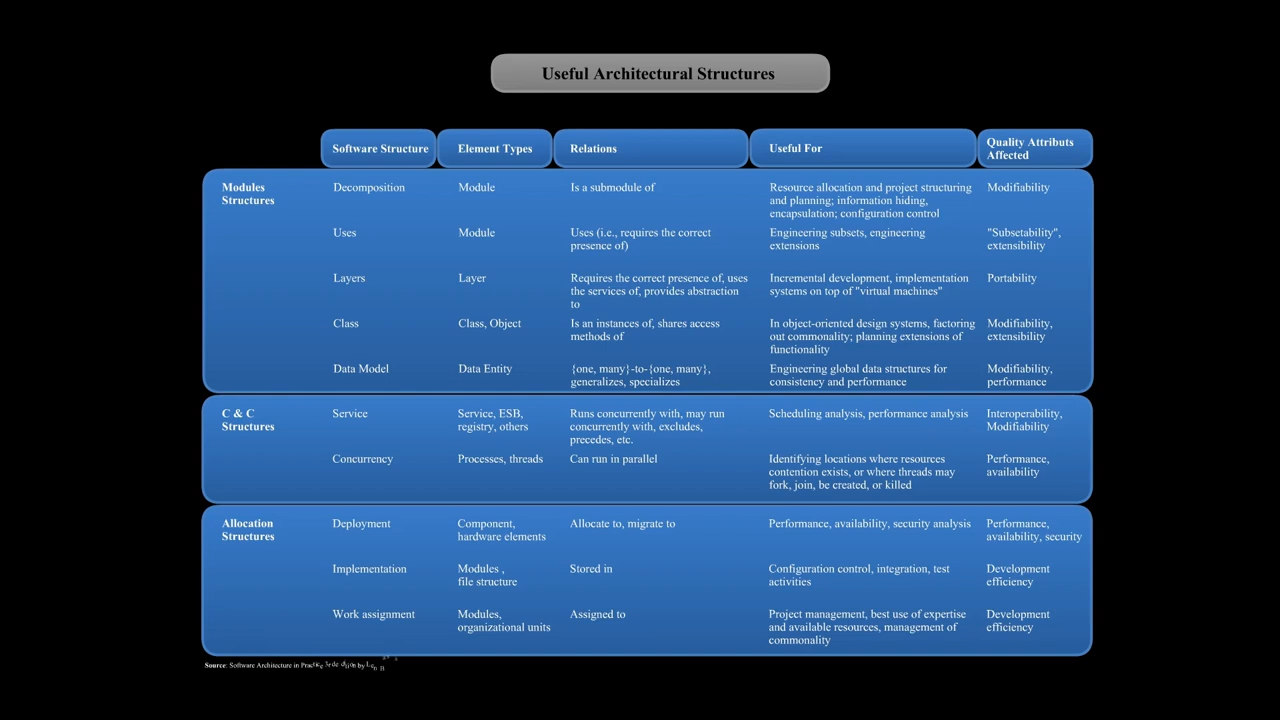 Useful Architectural Structures
Software Structure Element Types Relations Useful For Quality Attributs Affected
Modules Structures
Decomposition Module Is a submodule of Resource allocation and project structuring and planning; information hiding, encapsulation; configuration control Modifiability
Uses Module Uses (i.e., requires the correct presence of) Engineering subsets, engineering extensions "Subsetability", extensibility
Layers Layer Requires the correct presence of, uses the services of, provides abstraction to Incremental development, implementation systems on top of "virtual machines" Portability
Class Class, Object Is an instances of, shares access methods of In object-oriented design systems, factoring out commonality; planning extensions of functionality Modifiability, extensibility
Data Model Data Entity {one, many}-to-{one, many}, generalizes, specializes Engineering global data structures for consistency and performance Modifiability, performance
C & C Structures
Service Service, ESB, registry, others Runs concurrently with, may run concurrently with, excludes, precedes, etc. Scheduling analysis, performance analysis Interoperability, Modifiability
Concurrency Processes, threads Can run in parallel Identifying locations where resources contention exists, or where threads may fork, join, be created, or killed Performance, availability
Allocation Structures
Deployment Component, hardware elements Allocate to, migrate to Performance, availability, security analysis Performance, availability, security
Implementation Modules , file structure Stored in Configuration control, integration, test activities Development efficiency
Work assignment Modules, organizational units Assigned to Project management, best use of expertise and available resources, management of commonality Development efficiency
Source: Software Architecture in Practice by